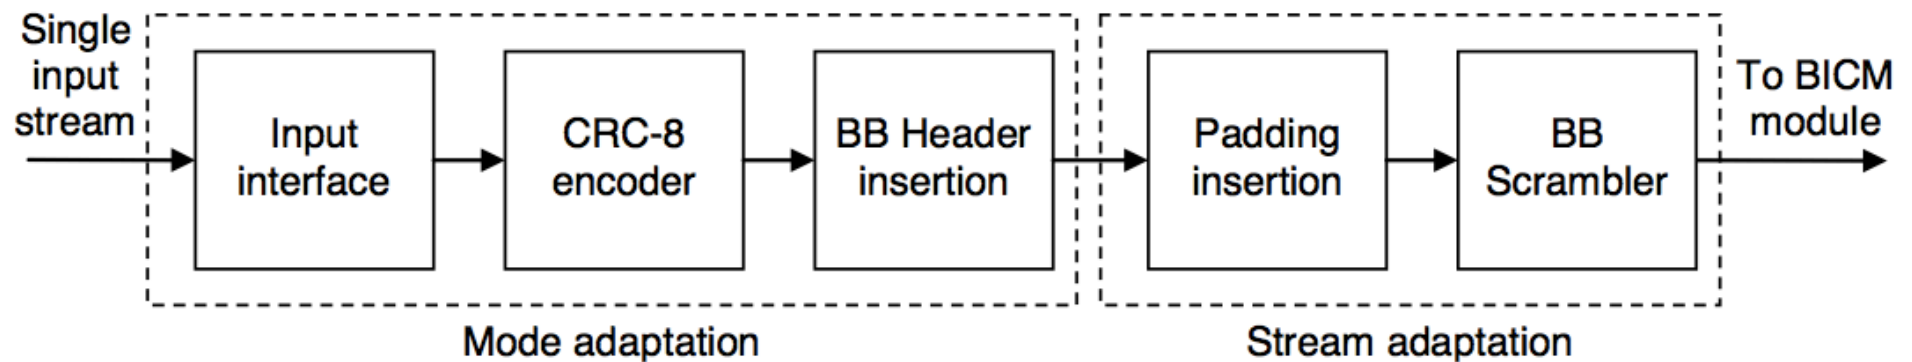 Single
input
stream
Input
interface
CRC-8
encoder
BB Header
insertion
Padding
insertion
BB
Scrambler
To BICM
module
Mode adaptation
Stream adaptation